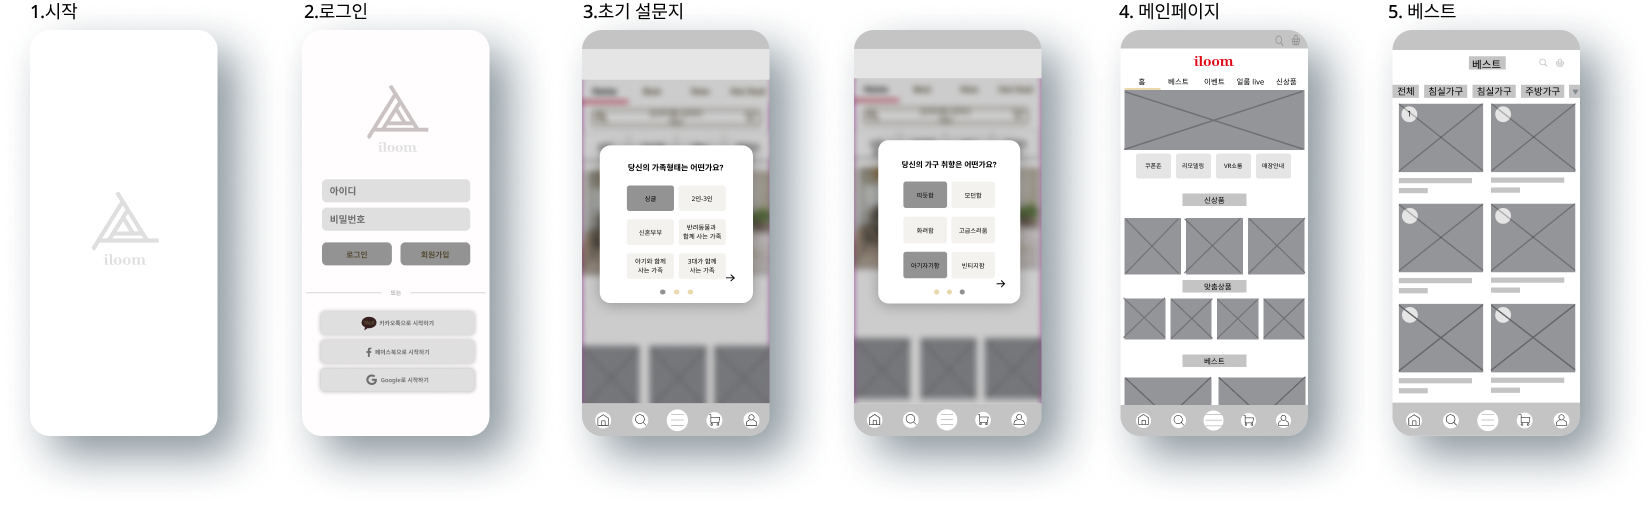 1.시작
iloom
2.로그인
iloom
아이디
비밀번호
로그인
회원가입
또는
카카오톡으로 시작하기
페이스북으로 시작하기
Google로 시작하기
3.초기 설문지
당신의 가족형태는 어떤가요?
싱글
2인-3인
신혼부부
반려동물과
함께 사는 가족
아기와 함께
사는 가족
3대가 함께
사는 가족
당신의 가구 취향은 어떤가요?
따듯함
모던함
화려함
고급스러움
아기자기함
빈티지함
4. 메인페이지
iloom
홈
베스트
이벤트
일룸 live
신상품
쿠폰존
리모델링
VR쇼룸
매장안내
신상품
맞춤상품
베스트
5. 베스트
베스트
전체
침실가구
침실가구
주방가구
1